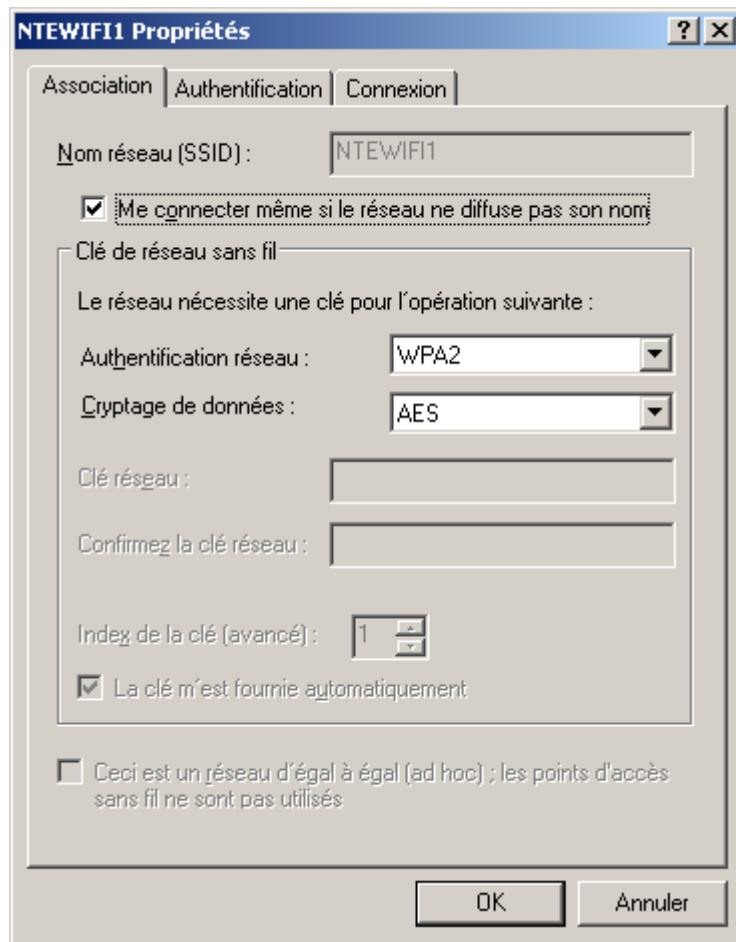 NTEWIFI1 Propriétés
Association Authentification Connexion
Nom réseau (SSID) : NTEWIFI1
Me connecter même si le réseau ne diffuse pas son nom
Clé de réseau sans fil
Le réseau nécessite une clé pour l'opération suivante :
Authentification réseau : WPA2
Cryptage de données : AES
Clé réseau :
Confirmez la clé réseau :
Index de la clé (avancé) : 1
La clé m'est fournie automatiquement
Ceci est un réseau d'égal à égal (ad hoc) ; les points d'accès
sans fil ne sont pas utilisés
OK Annuler